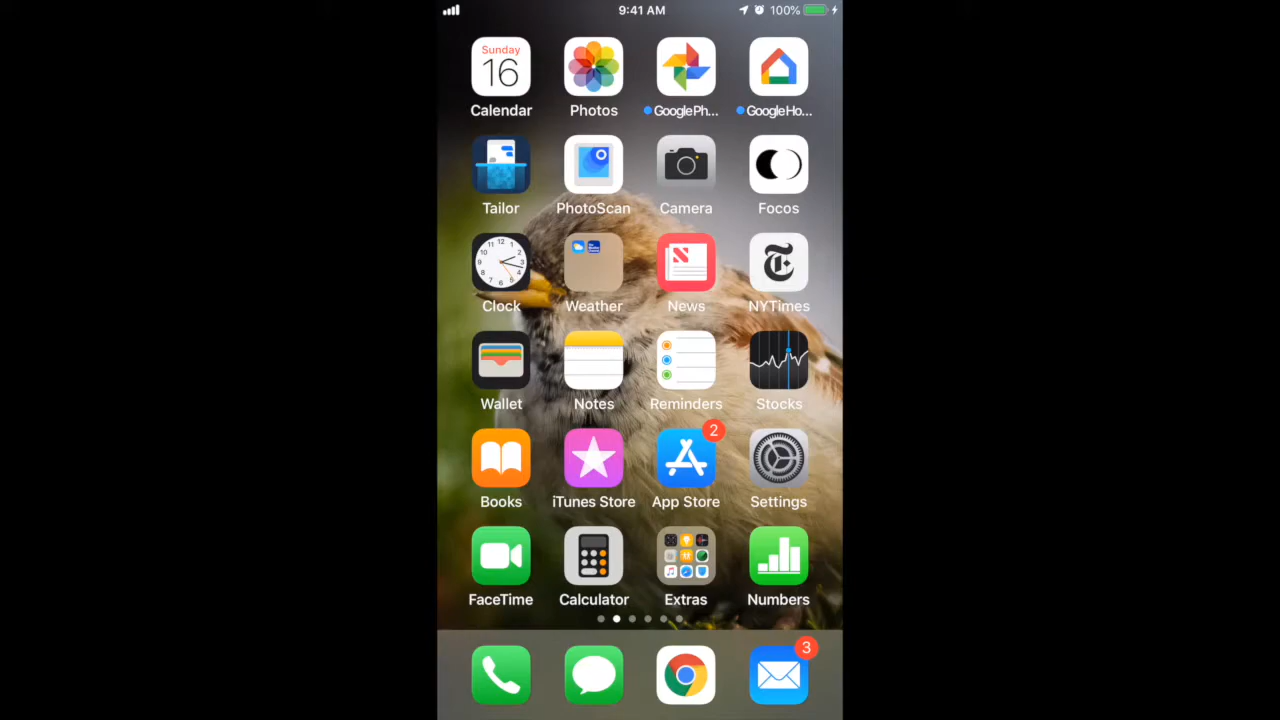 9:41 AM
100%
Sunday
16
Calendar
Photos
GooglePh...
GoogleHo...
Tailor
PhotoScan
Camera
Focos
Clock
Weather
News
NYTimes
Wallet
Notes
Reminders
Stocks
2
Books
iTunes Store
App Store
Settings
FaceTime
Calculator
Extras
Numbers
3